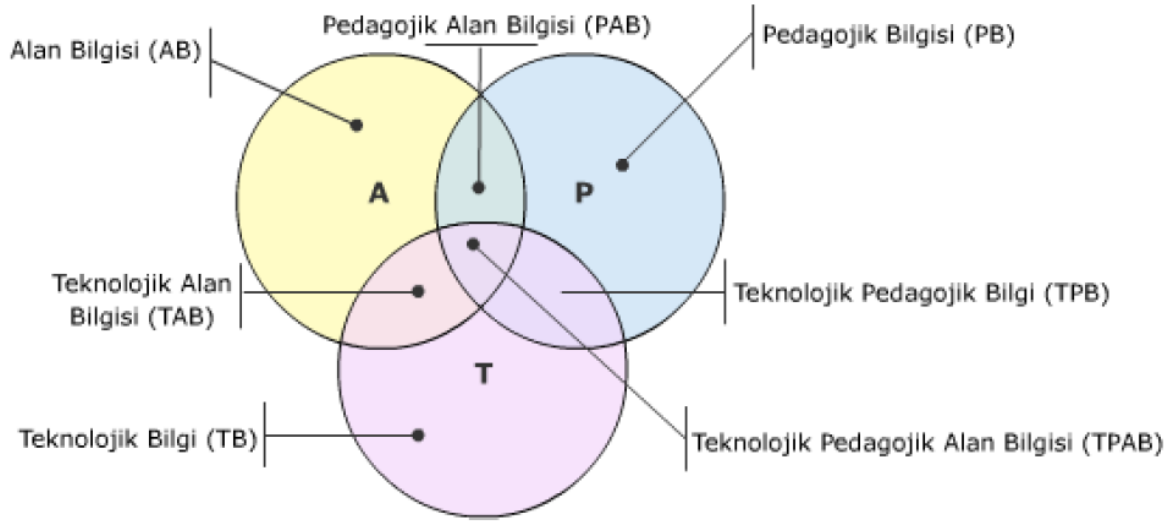 Pedagojik Alan Bilgisi (PAB)
Alan Bilgisi (AB)
Pedagojik Bilgisi (PB)
A
P
Teknolojik Alan
Bilgisi (TAB)
Teknolojik Pedagojik Bilgi (TPB)
T
Teknolojik Bilgi (TB)
Teknolojik Pedagojik Alan Bilgisi (TPAB)